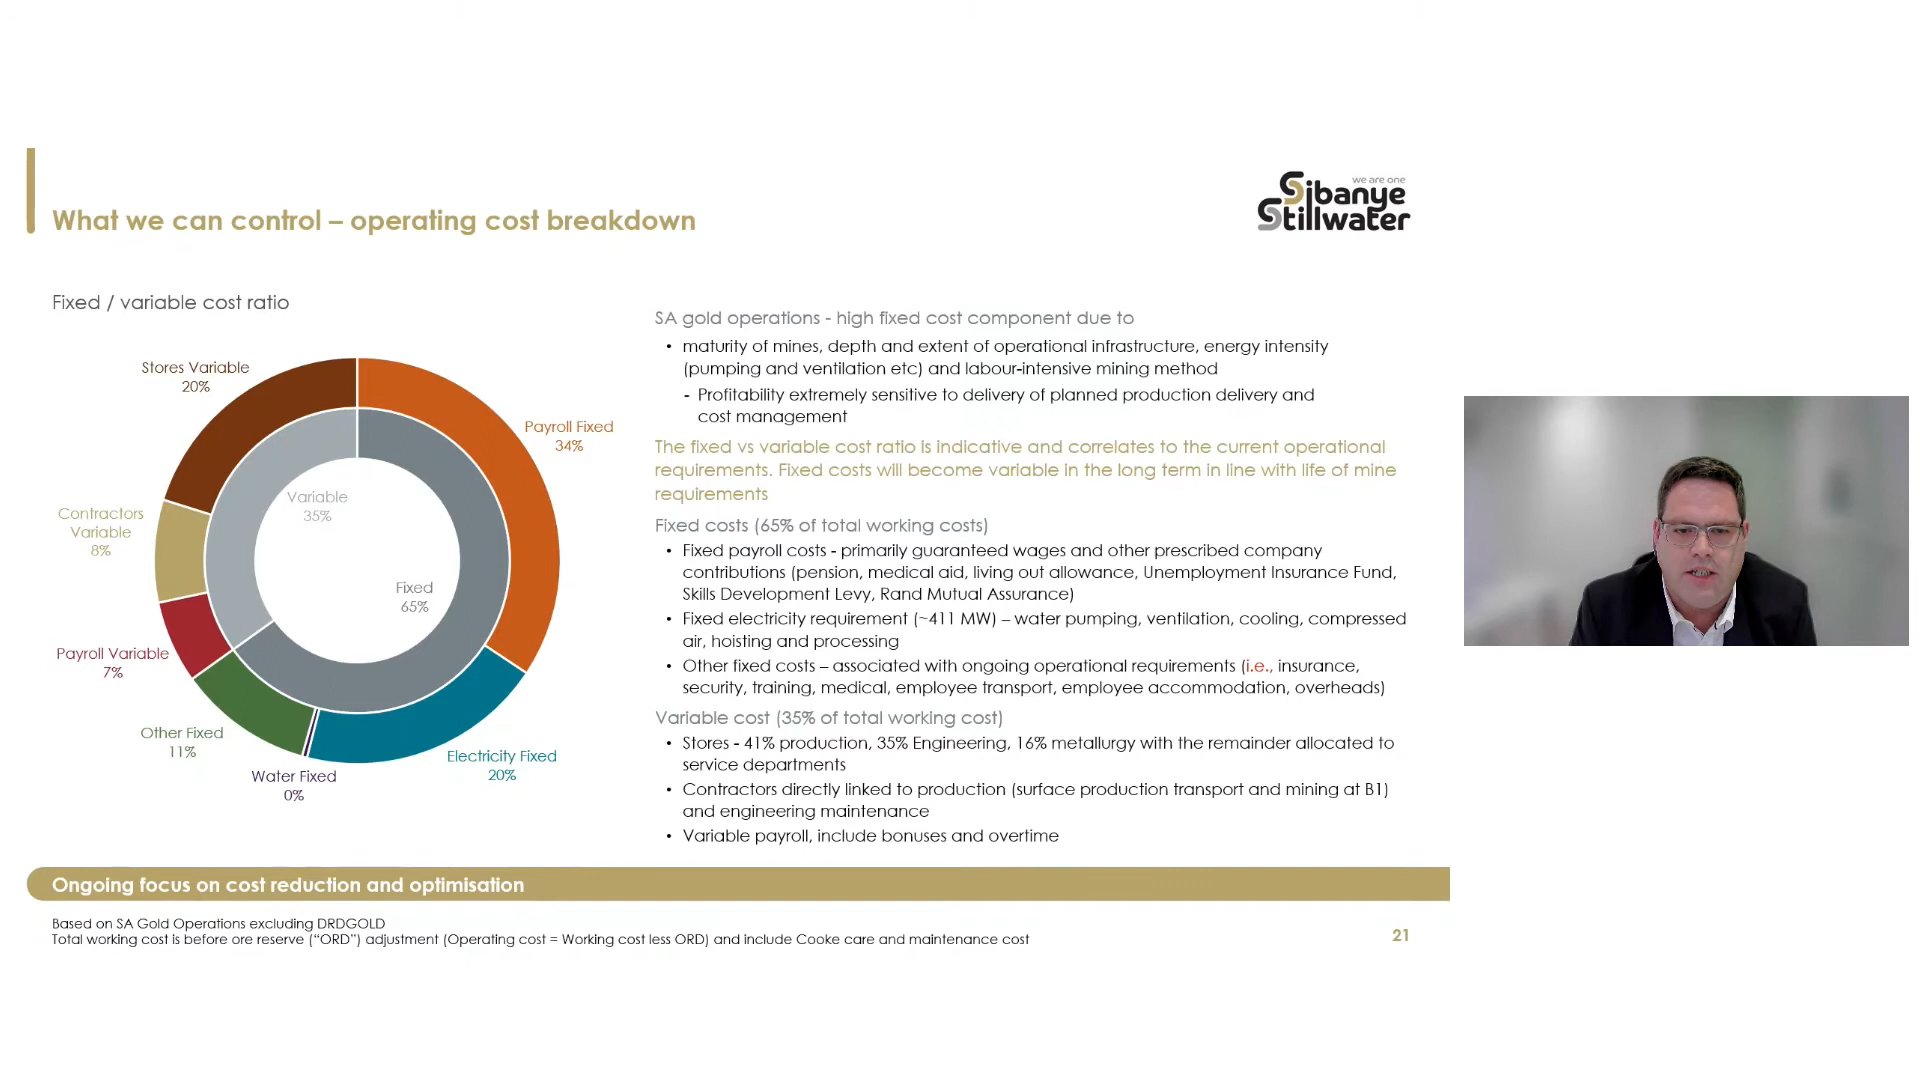 we are one
Sibanye
Stillwater
What we can control – operating cost breakdown
Fixed / variable cost ratio
Stores Variable
20%
Payroll Fixed
34%
Variable
35%
Contractors
Variable
8%
Fixed
65%
Payroll Variable
7%
Other Fixed
11%
Electricity Fixed
20%
Water Fixed
0%
SA gold operations - high fixed cost component due to
• maturity of mines, depth and extent of operational infrastructure, energy intensity
(pumping and ventilation etc) and labour-intensive mining method
- Profitability extremely sensitive to delivery of planned production delivery and
cost management
The fixed vs variable cost ratio is indicative and correlates to the current operational
requirements. Fixed costs will become variable in the long term in line with life of mine
requirements
Fixed costs (65% of total working costs)
• Fixed payroll costs - primarily guaranteed wages and other prescribed company
contributions (pension, medical aid, living out allowance, Unemployment Insurance Fund,
Skills Development Levy, Rand Mutual Assurance)
• Fixed electricity requirement (~411 MW) – water pumping, ventilation, cooling, compressed
air, hoisting and processing
• Other fixed costs – associated with ongoing operational requirements (i.e., insurance,
security, training, medical, employee transport, employee accommodation, overheads)
Variable cost (35% of total working cost)
• Stores - 41% production, 35% Engineering, 16% metallurgy with the remainder allocated to
service departments
• Contractors directly linked to production (surface production transport and mining at B1)
and engineering maintenance
• Variable payroll, include bonuses and overtime
Ongoing focus on cost reduction and optimisation
Based on SA Gold Operations excluding DRDGOLD
Total working cost is before ore reserve (“ORD”) adjustment (Operating cost = Working cost less ORD) and include Cooke care and maintenance cost
21